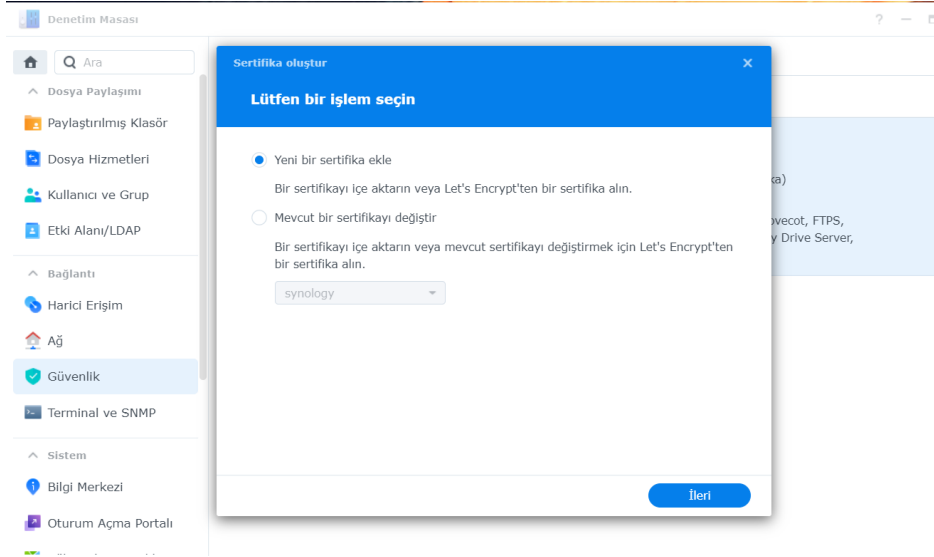 Denetim Masası
Ara
Dosya Paylaşımı
Paylaştırılmış Klasör
Dosya Hizmetleri
Kullanıcı ve Grup
Etki Alanı/LDAP
Bağlantı
Harici Erişim
Ağ
Güvenlik
Terminal ve SNMP
Sistem
Bilgi Merkezi
Oturum Açma Portalı
Sertifika oluştur
Lütfen bir işlem seçin
Yeni bir sertifika ekle
Bir sertifikayı içe aktarın veya Let's Encrypt'ten bir sertifika alın.
Mevcut bir sertifikayı değiştir
Bir sertifikayı içe aktarın veya mevcut sertifikayı değiştirmek için Let's Encrypt'ten
bir sertifika alın.
synology
İleri
ka)
ovecot, FTPS,
y Drive Server,